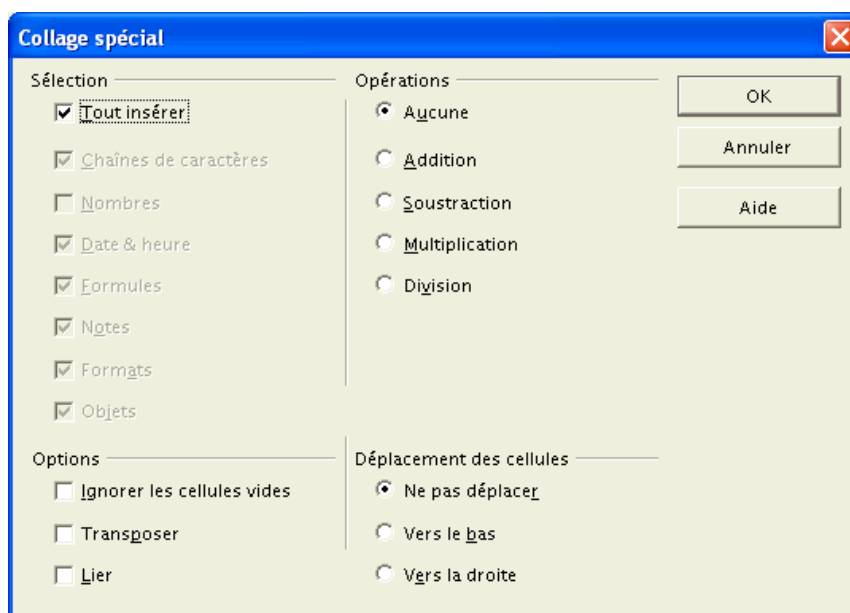 Collage spécial
Sélection
Tout insérer
Chaînes de caractères
Nombres
Date & heure
Formules
Notes
Formats
Objets
Opérations
Aucune
Addition
Soustraction
Multiplication
Division
OK
Annuler
Aide
Options
Ignorer les cellules vides
Transposer
Lier
Déplacement des cellules
Ne pas déplacer
Vers le bas
Vers la droite